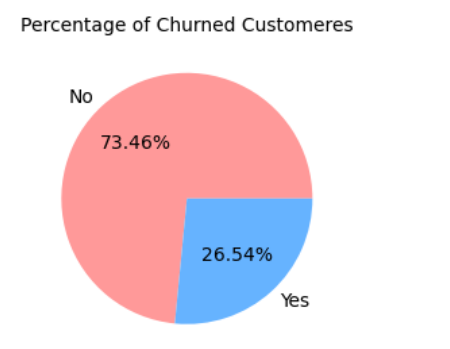 Percentage of Churned Customeres
No
73.46%
26.54%
Yes